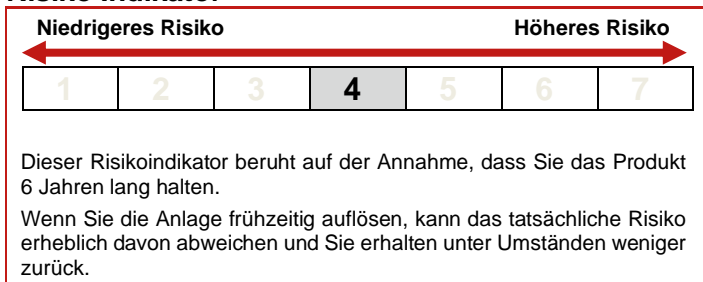 Niedrigeres Risiko Höheres Risiko
1 2 3 4 5 6 7
Dieser Risikoindikator beruht auf der Annahme, dass Sie das Produkt
6 Jahren lang halten.
Wenn Sie die Anlage frühzeitig auflösen, kann das tatsächliche Risiko
erheblich davon abweichen und Sie erhalten unter Umständen weniger
zurück.